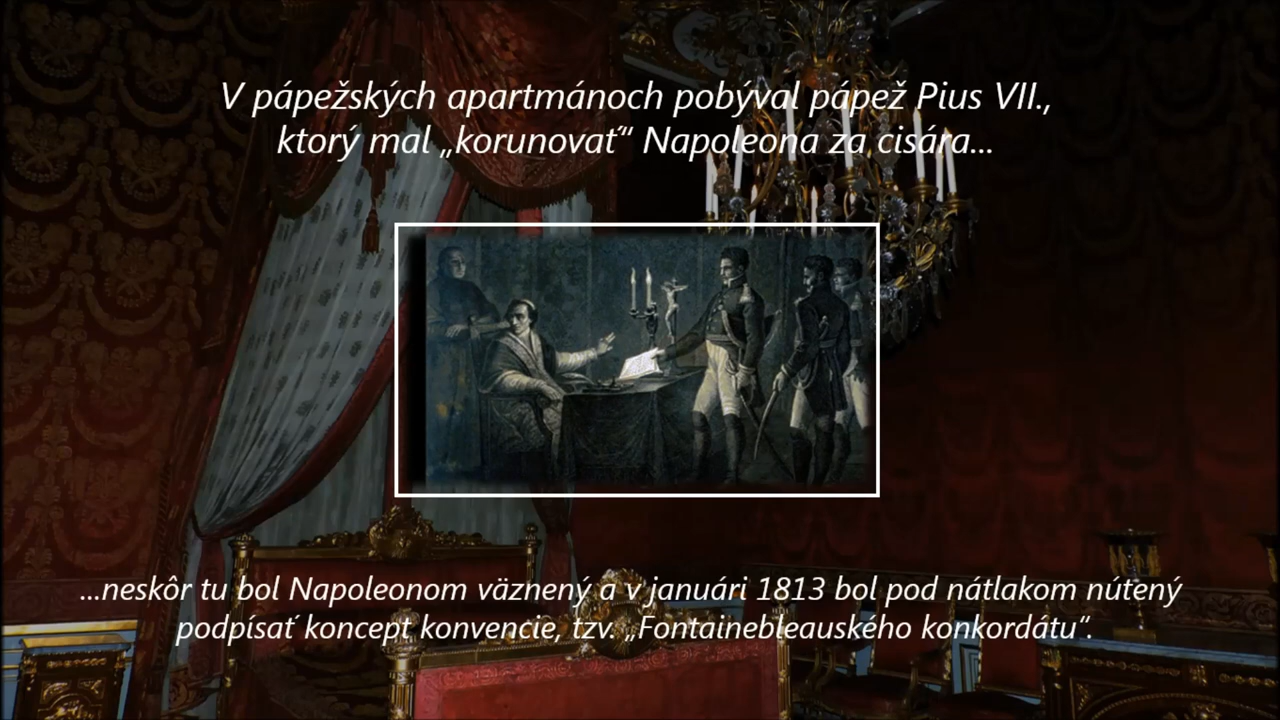 V pápežských apartmánoch pobýval pápež Pius VII.,
ktorý mal „korunovať“ Napoleona za cisára...
...neskôr tu bol Napoleonom väznený a v januári 1813 bol pod nátlakom nútený
podpísať koncept konvencie, tzv. „Fontainebleauského konkordátu“.